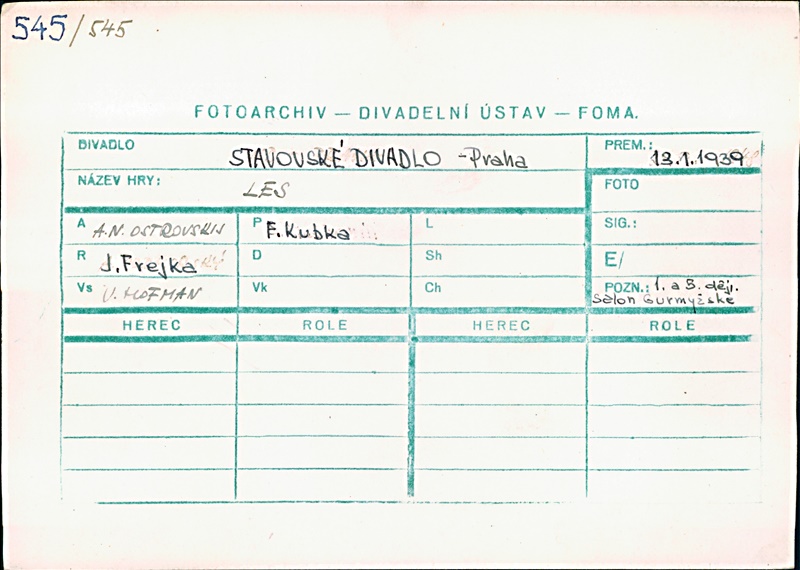 545/545
FOTOARCHIV — DIVADELNÍ ÚSTAV — FOMA.
DIVADLO STAVOVSKÉ DIVADLO - Praha PREM.: 13.1.1939
NÁZEV HRY: LES FOTO
A A.N. OSTROVSKIJ P F. Kubka L SIG.:
R J. Frejka D Sh E/
Vs V. HOFMAN Vk Ch POZN.: 1. a 3. děj.
salon Gurmyžské
HEREC ROLE HEREC ROLE